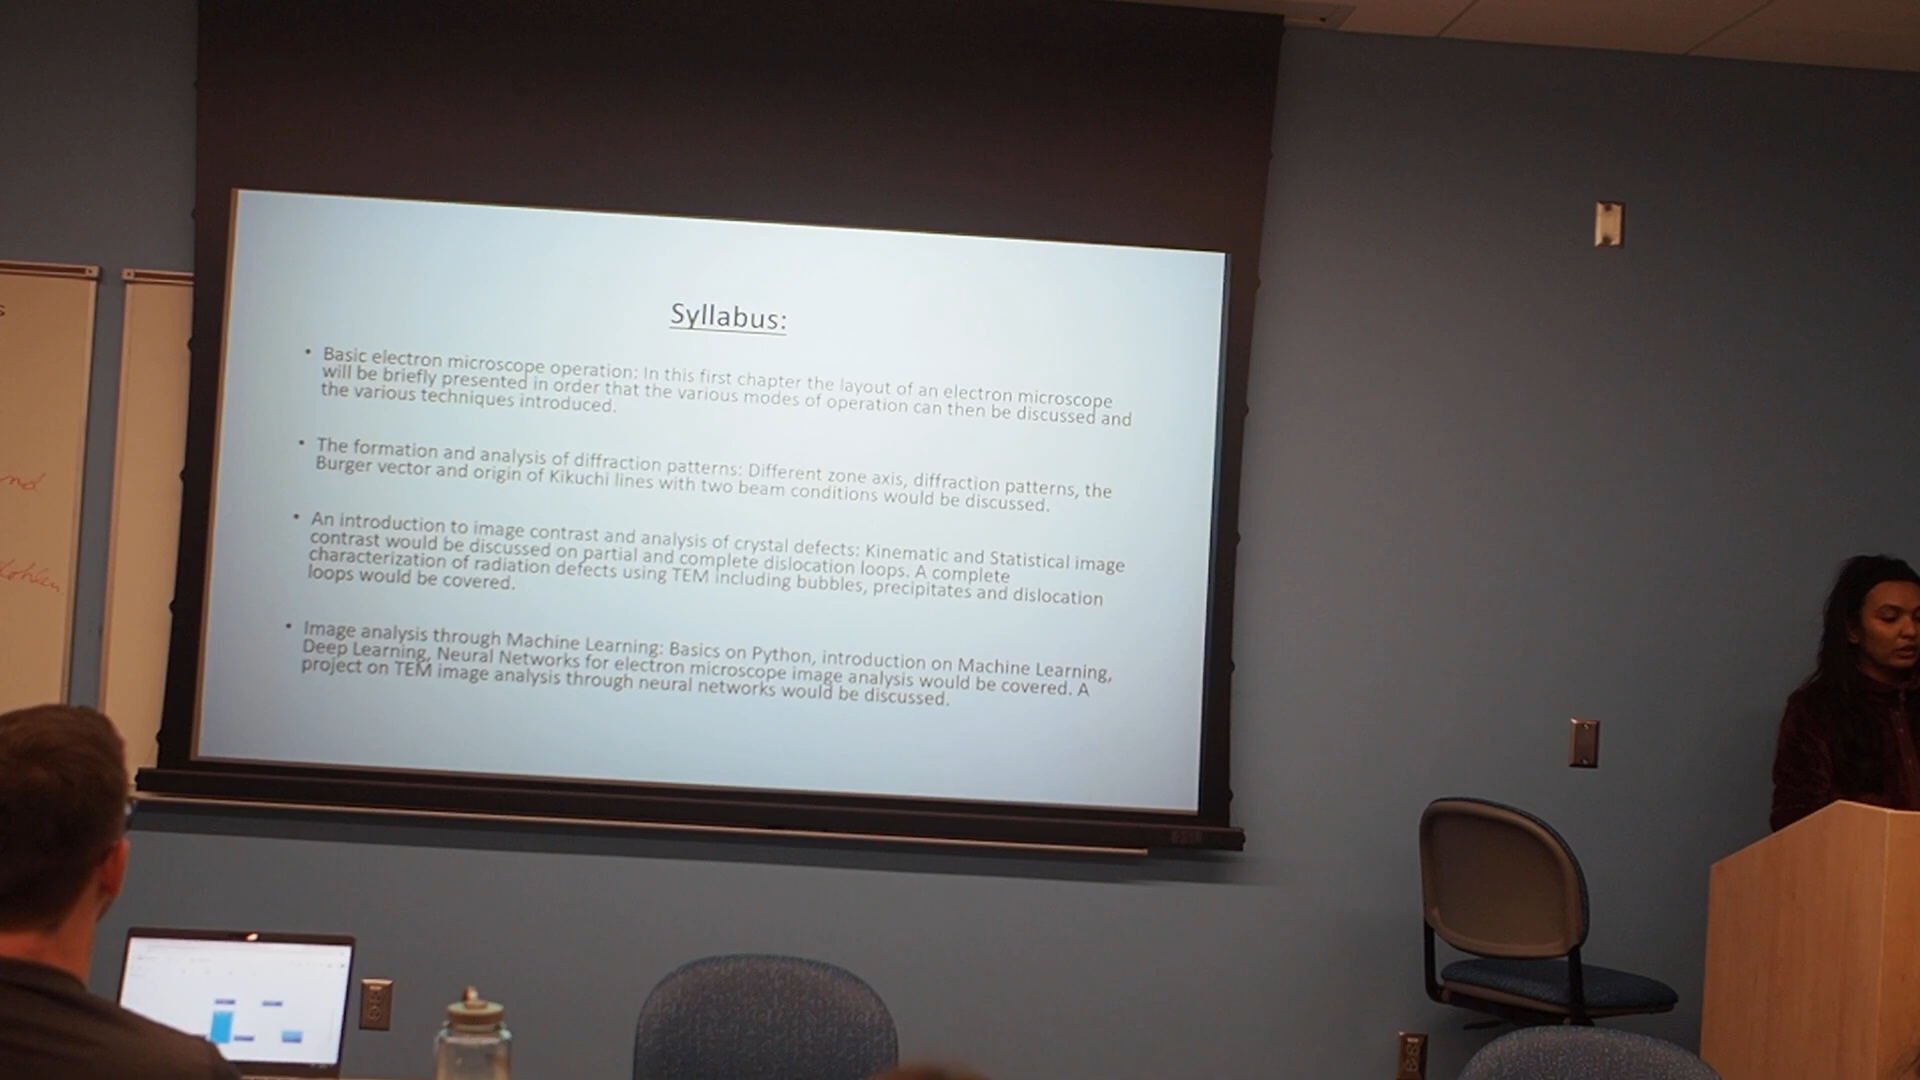 Syllabus:
• Basic electron microscope operation: In this first chapter the layout of an electron microscope
will be briefly presented in order that the various modes of operation can then be discussed and
the various techniques introduced.
• The formation and analysis of diffraction patterns: Different zone axis, diffraction patterns, the
Burger vector and origin of Kikuchi lines with two beam conditions would be discussed.
• An introduction to image contrast and analysis of crystal defects: Kinematic and Statistical image
contrast would be discussed on partial and complete dislocation loops. A complete
characterization of radiation defects using TEM including bubbles, precipitates and dislocation
loops would be covered.
• Image analysis through Machine Learning: Basics on Python, introduction on Machine Learning,
Deep Learning, Neural Networks for electron microscope image analysis would be covered. A
project on TEM image analysis through neural networks would be discussed.